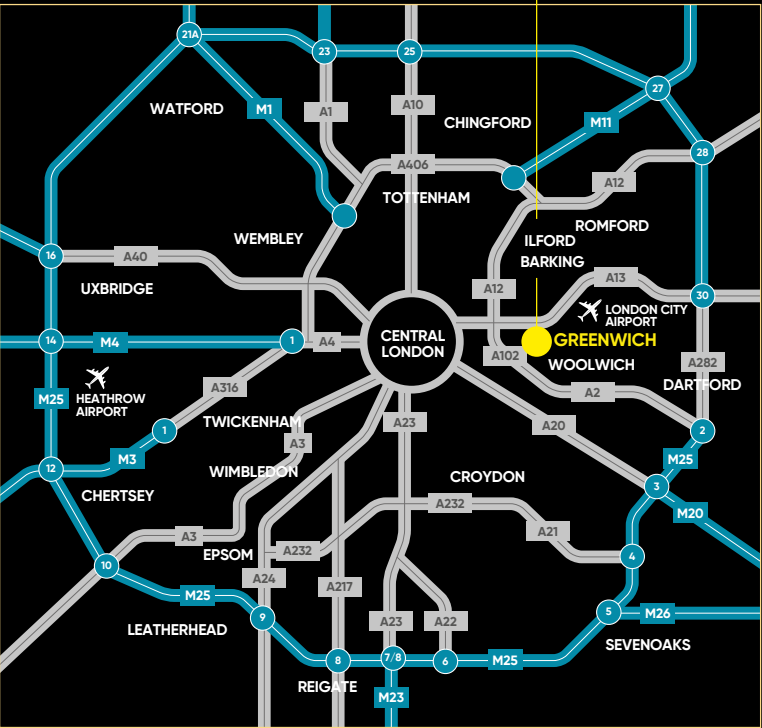 21A
23
25
27
WATFORD
M1
A1
A10
CHINGFORD
M11
28
A406
A12
TOTTENHAM
ROMFORD
WEMBLEY
ILFORD
BARKING
16
A40
UXBRIDGE
A12
A13
30
LONDON CITY
AIRPORT
14
M4
1
A4
CENTRAL
LONDON
GREENWICH
A102
WOOLWICH
A282
DARTFORD
HEATHROW
AIRPORT
M25
A316
A2
TWICKENHAM
A23
A20
1
2
A3
M3
M25
12
WIMBLEDON
CROYDON
CHERTSEY
3
A232
M20
A3
A21
EPSOM
A232
4
10
A24
A217
M25
5
M26
9
A23
A22
LEATHERHEAD
SEVENOAKS
8
7/8
6
M25
REIGATE
M23